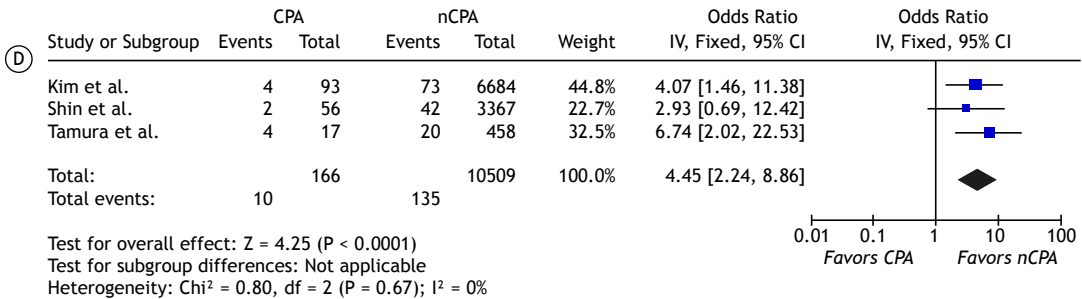 CPA nCPA Odds Ratio Odds Ratio
D Study or Subgroup Events Total Events Total Weight IV, Fixed, 95% CI IV, Fixed, 95% CI
Kim et al. 4 93 73 6684 44.8% 4.07 [1.46, 11.38]
Shin et al. 2 56 42 3367 22.7% 2.93 [0.69, 12.42]
Tamura et al. 4 17 20 458 32.5% 6.74 [2.02, 22.53]
Total: 166 10509 100.0% 4.45 [2.24, 8.86]
Total events: 10 135
Test for overall effect: Z = 4.25 (P < 0.0001)
Test for subgroup differences: Not applicable
Heterogeneity: Chi² = 0.80, df = 2 (P = 0.67); I² = 0%
0.01 0.1 1 10 100
Favors CPA Favors nCPA